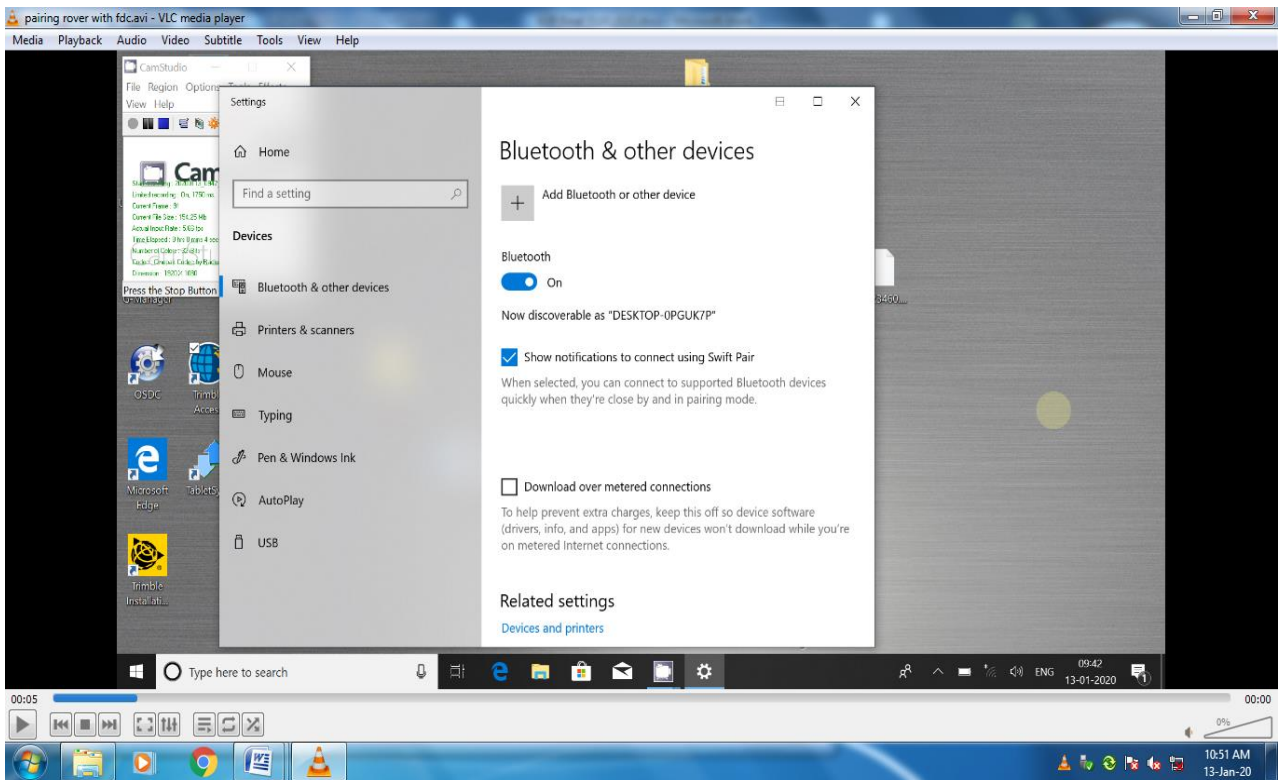 pairing rover with fdc.avi - VLC media player
Media Playback Audio Video Subtitle Tools View Help
CamStudio
File Region Options
View Help
Cam
Press the Stop Button
Settings
Home
Find a setting
Devices
Bluetooth & other devices
Printers & scanners
Mouse
Typing
Pen & Windows Ink
AutoPlay
USB
Bluetooth & other devices
Add Bluetooth or other device
Bluetooth
On
Now discoverable as "DESKTOP-0PGUK7P"
Show notifications to connect using Swift Pair
When selected, you can connect to supported Bluetooth devices
quickly when they're close by and in pairing mode.
Download over metered connections
To help prevent extra charges, keep this off so device software
(drivers, info, and apps) for new devices won't download while you're
on metered Internet connections.
Related settings
Devices and printers
OSDC
Trimbl
Acces
Microsoft
Edge
TabletS
Trimble
Installati...
Type here to search
ENG
09:42
13-01-2020
1
00:05
00:00
0%
10:51 AM
13-Jan-20